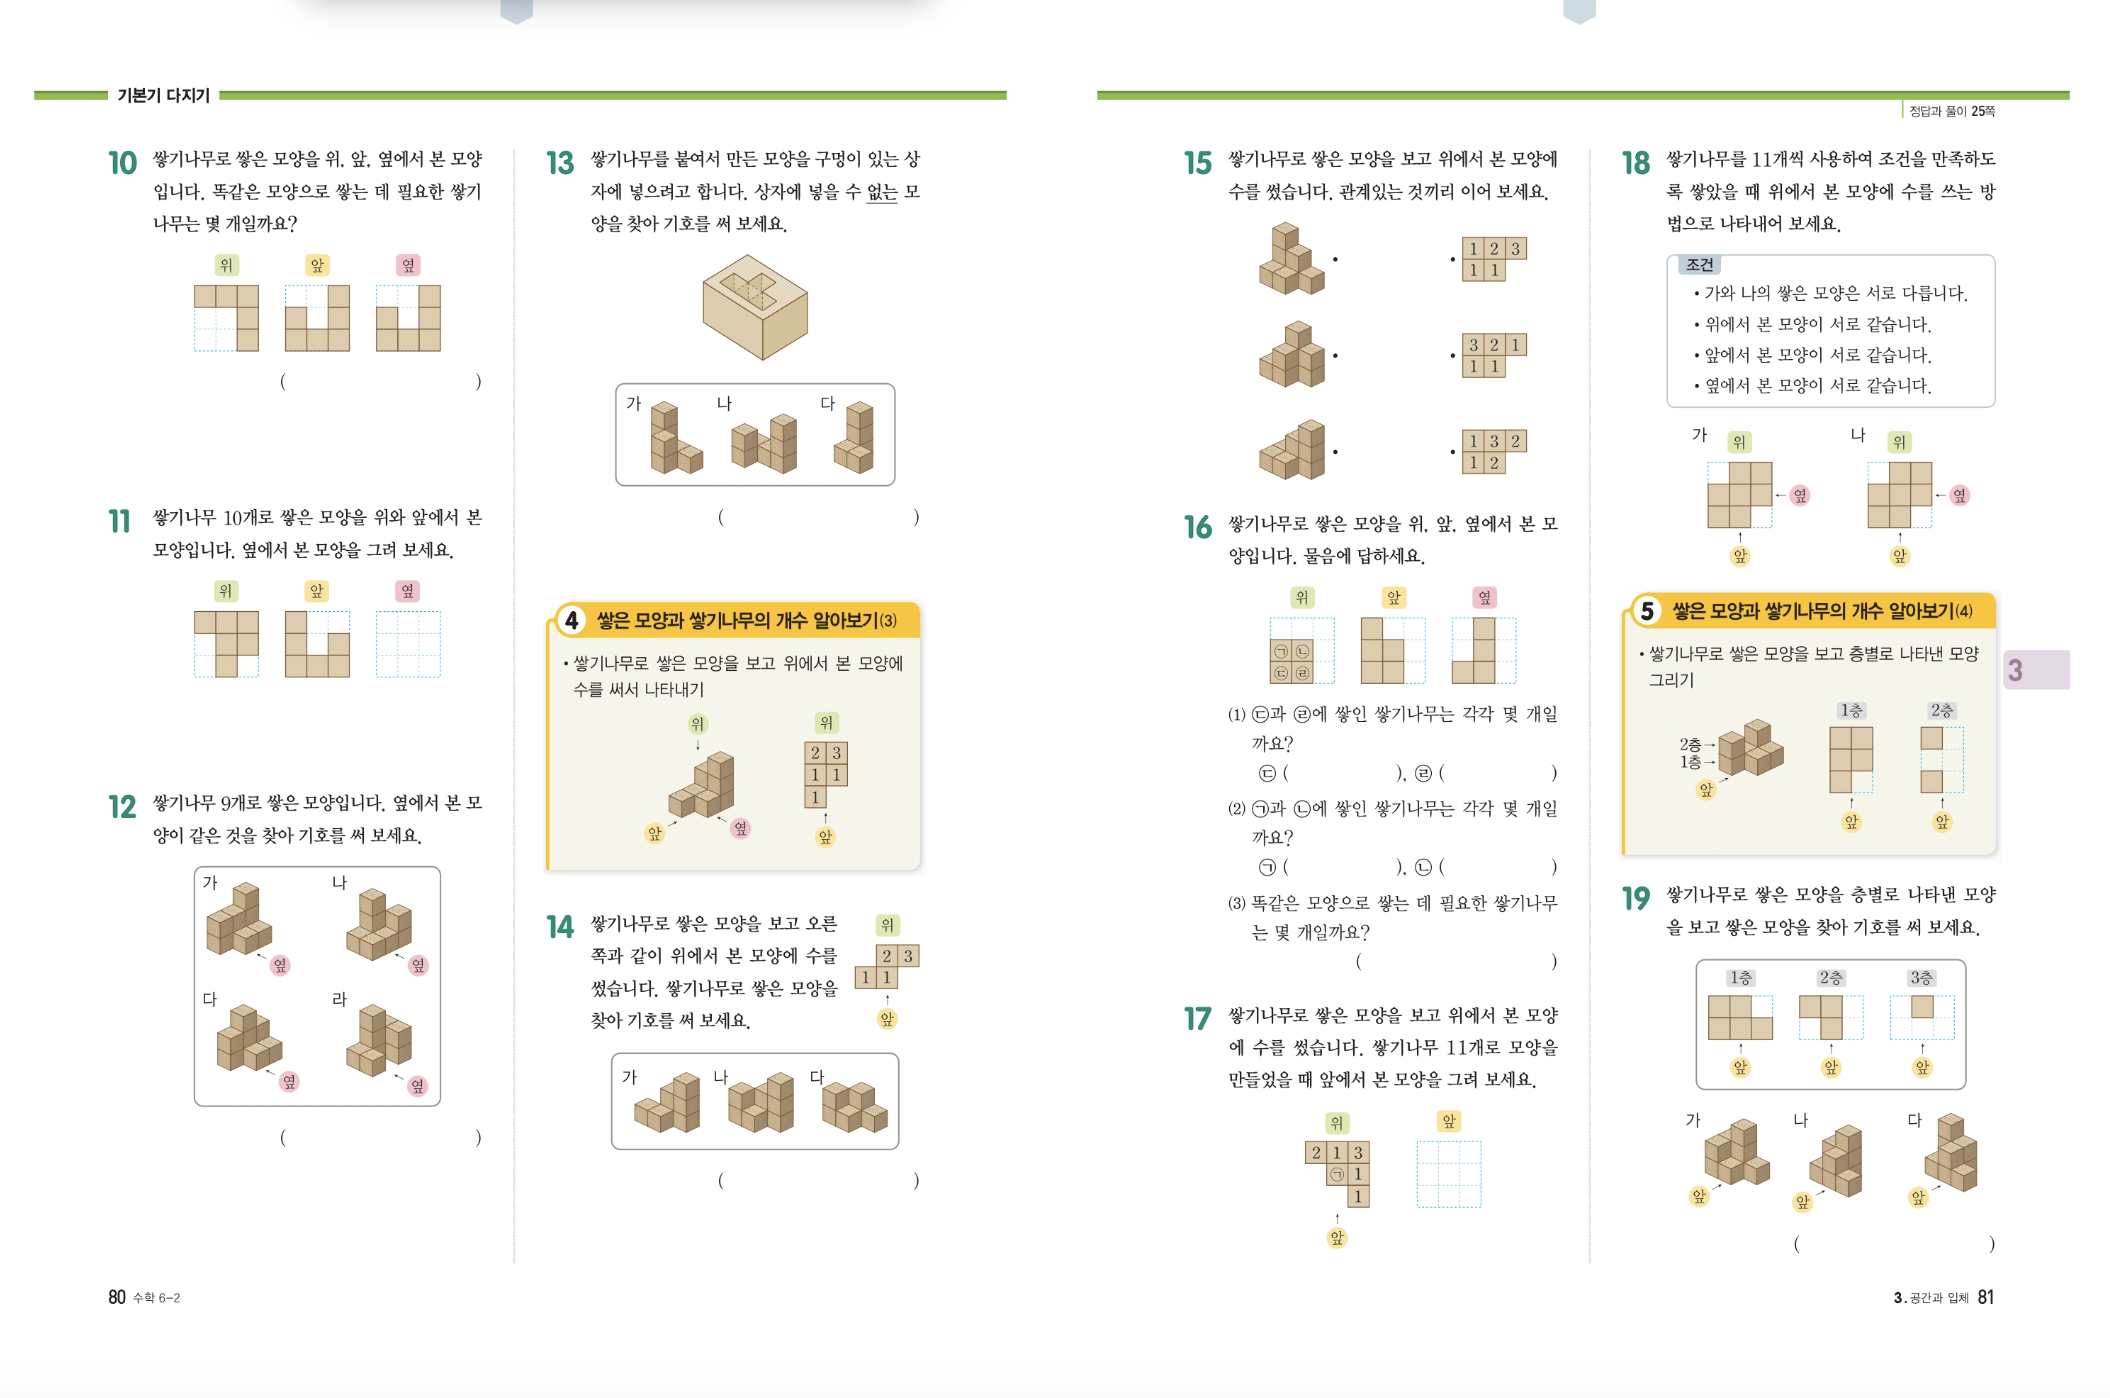 기본기 다지기
10 쌓기나무로 쌓은 모양을 위, 앞, 옆에서 본 모양
입니다. 똑같은 모양으로 쌓는 데 필요한 쌓기
나무는 몇 개일까요?
위 앞 옆
( )
11 쌓기나무 10개로 쌓은 모양을 위와 앞에서 본
모양입니다. 옆에서 본 모양을 그려 보세요.
위 앞 옆
12 쌓기나무 9개로 쌓은 모양입니다. 옆에서 본 모
양이 같은 것을 찾아 기호를 써 보세요.
가 나
옆 옆
다 라
옆 옆
( )
13 쌓기나무를 붙여서 만든 모양을 구멍이 있는 상
자에 넣으려고 합니다. 상자에 넣을 수 없는 모
양을 찾아 기호를 써 보세요.
가 나 다
( )
4 쌓은 모양과 쌓기나무의 개수 알아보기(3)
• 쌓기나무로 쌓은 모양을 보고 위에서 본 모양에
수를 써서 나타내기
위 위
2 3
1 1
1
앞 옆 앞
14 쌓기나무로 쌓은 모양을 보고 오른
쪽과 같이 위에서 본 모양에 수를
썼습니다. 쌓기나무로 쌓은 모양을
찾아 기호를 써 보세요.
위
2 3
1 1
앞
가 나 다
( )
80 수학 6-2
정답과 풀이 25쪽
15 쌓기나무로 쌓은 모양을 보고 위에서 본 모양에
수를 썼습니다. 관계있는 것끼리 이어 보세요.
1 2 3
1 1
3 2 1
1 1
1 3 2
1 2
16 쌓기나무로 쌓은 모양을 위, 앞, 옆에서 본 모
양입니다. 물음에 답하세요.
위 앞 옆
㉠ ㉡
㉢ ㉣
(1) ㉢과 ㉣에 쌓인 쌓기나무는 각각 몇 개일
까요?
㉢ ( ), ㉣ ( )
(2) ㉠과 ㉡에 쌓인 쌓기나무는 각각 몇 개일
까요?
㉠ ( ), ㉡ ( )
(3) 똑같은 모양으로 쌓는 데 필요한 쌓기나무
는 몇 개일까요?
( )
17 쌓기나무로 쌓은 모양을 보고 위에서 본 모양
에 수를 썼습니다. 쌓기나무 11개로 모양을
만들었을 때 앞에서 본 모양을 그려 보세요.
위 앞
2 1 3
㉠ 1
1
앞
18 쌓기나무를 11개씩 사용하여 조건을 만족하도
록 쌓았을 때 위에서 본 모양에 수를 쓰는 방
법으로 나타내어 보세요.
조건
• 가와 나의 쌓은 모양은 서로 다릅니다.
• 위에서 본 모양이 서로 같습니다.
• 앞에서 본 모양이 서로 같습니다.
• 옆에서 본 모양이 서로 같습니다.
가 위 나 위
옆 옆
앞 앞
5 쌓은 모양과 쌓기나무의 개수 알아보기(4)
• 쌓기나무로 쌓은 모양을 보고 층별로 나타낸 모양
그리기
1층 2층
2층
1층
앞 앞 앞
3
19 쌓기나무로 쌓은 모양을 층별로 나타낸 모양
을 보고 쌓은 모양을 찾아 기호를 써 보세요.
1층 2층 3층
앞 앞 앞
가 나 다
앞 앞 앞
( )
3. 공간과 입체 81